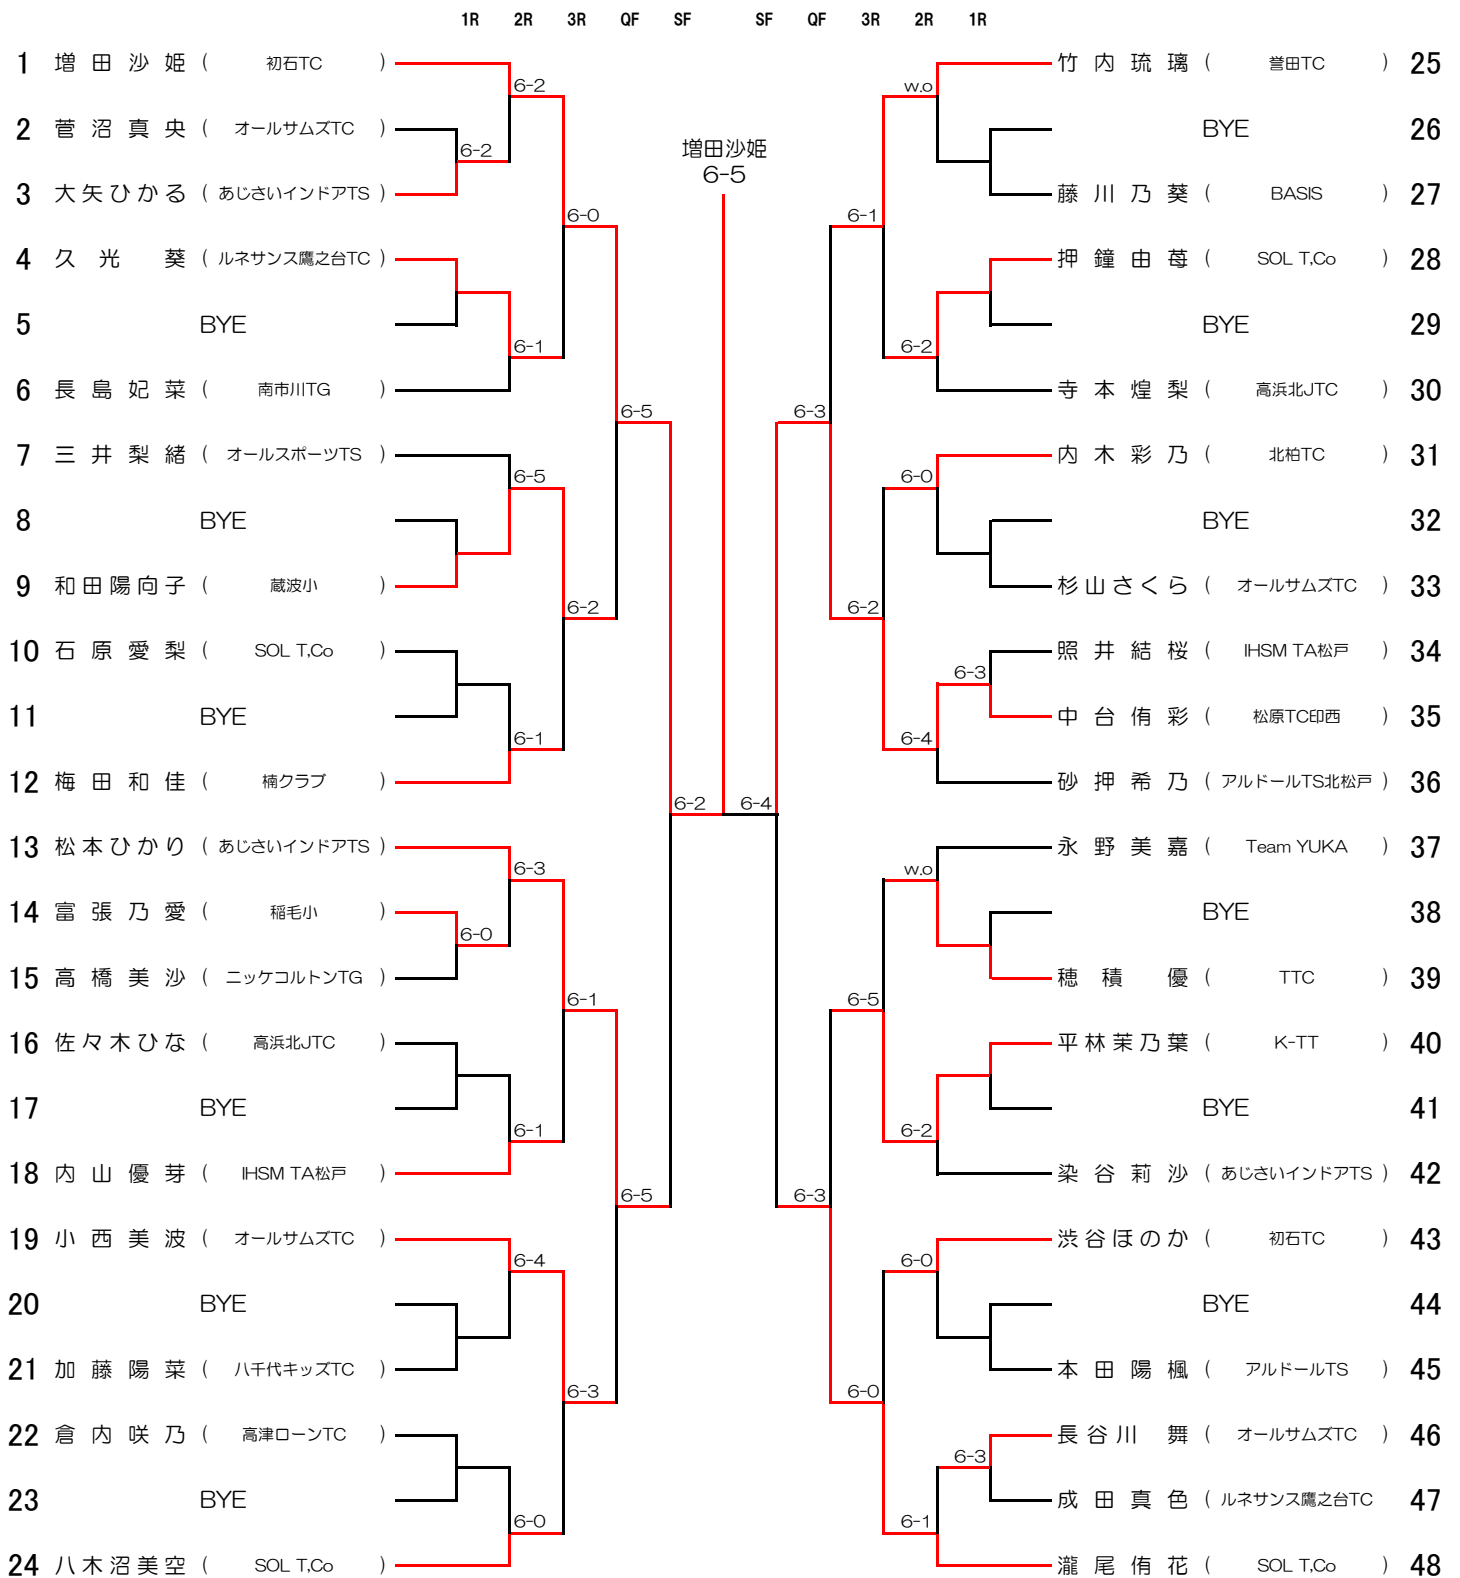 1R 2R 3R QF SF SF QF 3R 2R 1R
1 増田沙姫 ( 初石TC )
6-2
2 菅沼真央 ( オールサムズTC )
6-2
3 大矢ひかる ( あじさいインドアTS )
6-0
4 久光 葵 ( ルネサンス鷹之台TC )
5 BYE
6-1
6 長島妃菜 ( 南市川TG )
6-5
7 三井梨緒 ( オールスポーツTS )
6-5
8 BYE
9 和田陽向子 ( 蔵波小 )
6-2
10 石原愛梨 ( SOL T,Co )
11 BYE
6-1
12 梅田和佳 ( 楠クラブ )
6-2
13 松本ひかり ( あじさいインドアTS )
6-3
14 富張乃愛 ( 稲毛小 )
6-0
15 高橋美沙 ( ニッケコルトンTG )
6-1
16 佐々木ひな ( 高浜北JTC )
17 BYE
6-1
18 内山優芽 ( IHSM TA松戸 )
6-5
19 小西美波 ( オールサムズTC )
6-4
20 BYE
21 加藤陽菜 ( 八千代キッズTC )
6-3
22 倉内咲乃 ( 高津ローンTC )
23 BYE
6-0
24 八木沼美空 ( SOL T,Co )
増田沙姫
6-5
竹内琉璃 ( 誉田TC ) 25
w.o
BYE 26
藤川乃葵 ( BASIS ) 27
6-1
押鐘由苺 ( SOL T,Co ) 28
BYE 29
6-2
寺本煌梨 ( 高浜北JTC ) 30
6-3
内木彩乃 ( 北柏TC ) 31
6-0
BYE 32
杉山さくら ( オールサムズTC ) 33
6-2
照井結桜 ( IHSM TA松戸 ) 34
6-3
中台侑彩 ( 松原TC印西 ) 35
6-4
砂押希乃 ( アルドールTS北松戸 ) 36
6-4
永野美嘉 ( Team YUKA ) 37
w.o
BYE 38
穂積 優 ( TTC ) 39
6-5
平林茉乃葉 ( K-TT ) 40
BYE 41
6-2
染谷莉沙 ( あじさいインドアTS ) 42
6-3
渋谷ほのか ( 初石TC ) 43
6-0
BYE 44
本田陽楓 ( アルドールTS ) 45
6-0
長谷川 舞 ( オールサムズTC ) 46
6-3
成田真色 ( ルネサンス鷹之台TC 47
6-1
瀧尾侑花 ( SOL T,Co ) 48